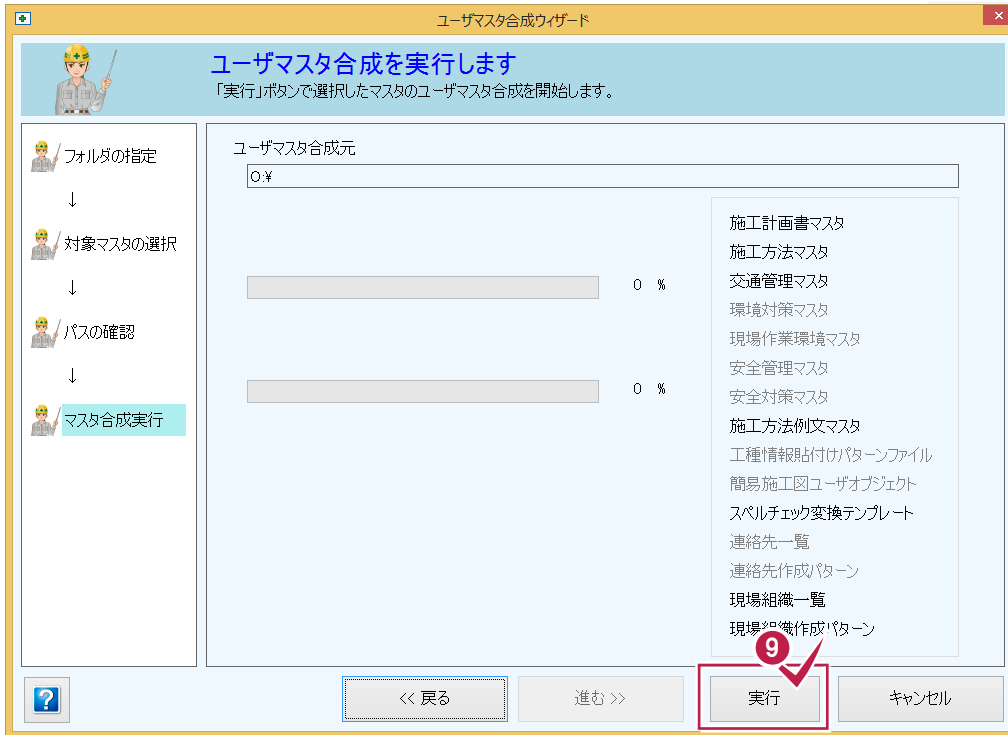 ユーザマスタ合成ウィザード
ユーザマスタ合成を実行します
「実行」ボタンで選択したマスタのユーザマスタ合成を開始します。
フォルダの指定
↓
対象マスタの選択
↓
パスの確認
↓
マスタ合成実行
ユーザマスタ合成元
O:¥
0 %
0 %
施工計画書マスタ
施工方法マスタ
交通管理マスタ
環境対策マスタ
現場作業環境マスタ
安全管理マスタ
安全対策マスタ
施工方法例文マスタ
工種情報貼付けパターンファイル
簡易施工図ユーザオブジェクト
スペルチェック変換テンプレート
連絡先一覧
連絡先作成パターン
現場組織一覧
現場組織作成パターン
9
?
<< 戻る
進む >>
実行
キャンセル